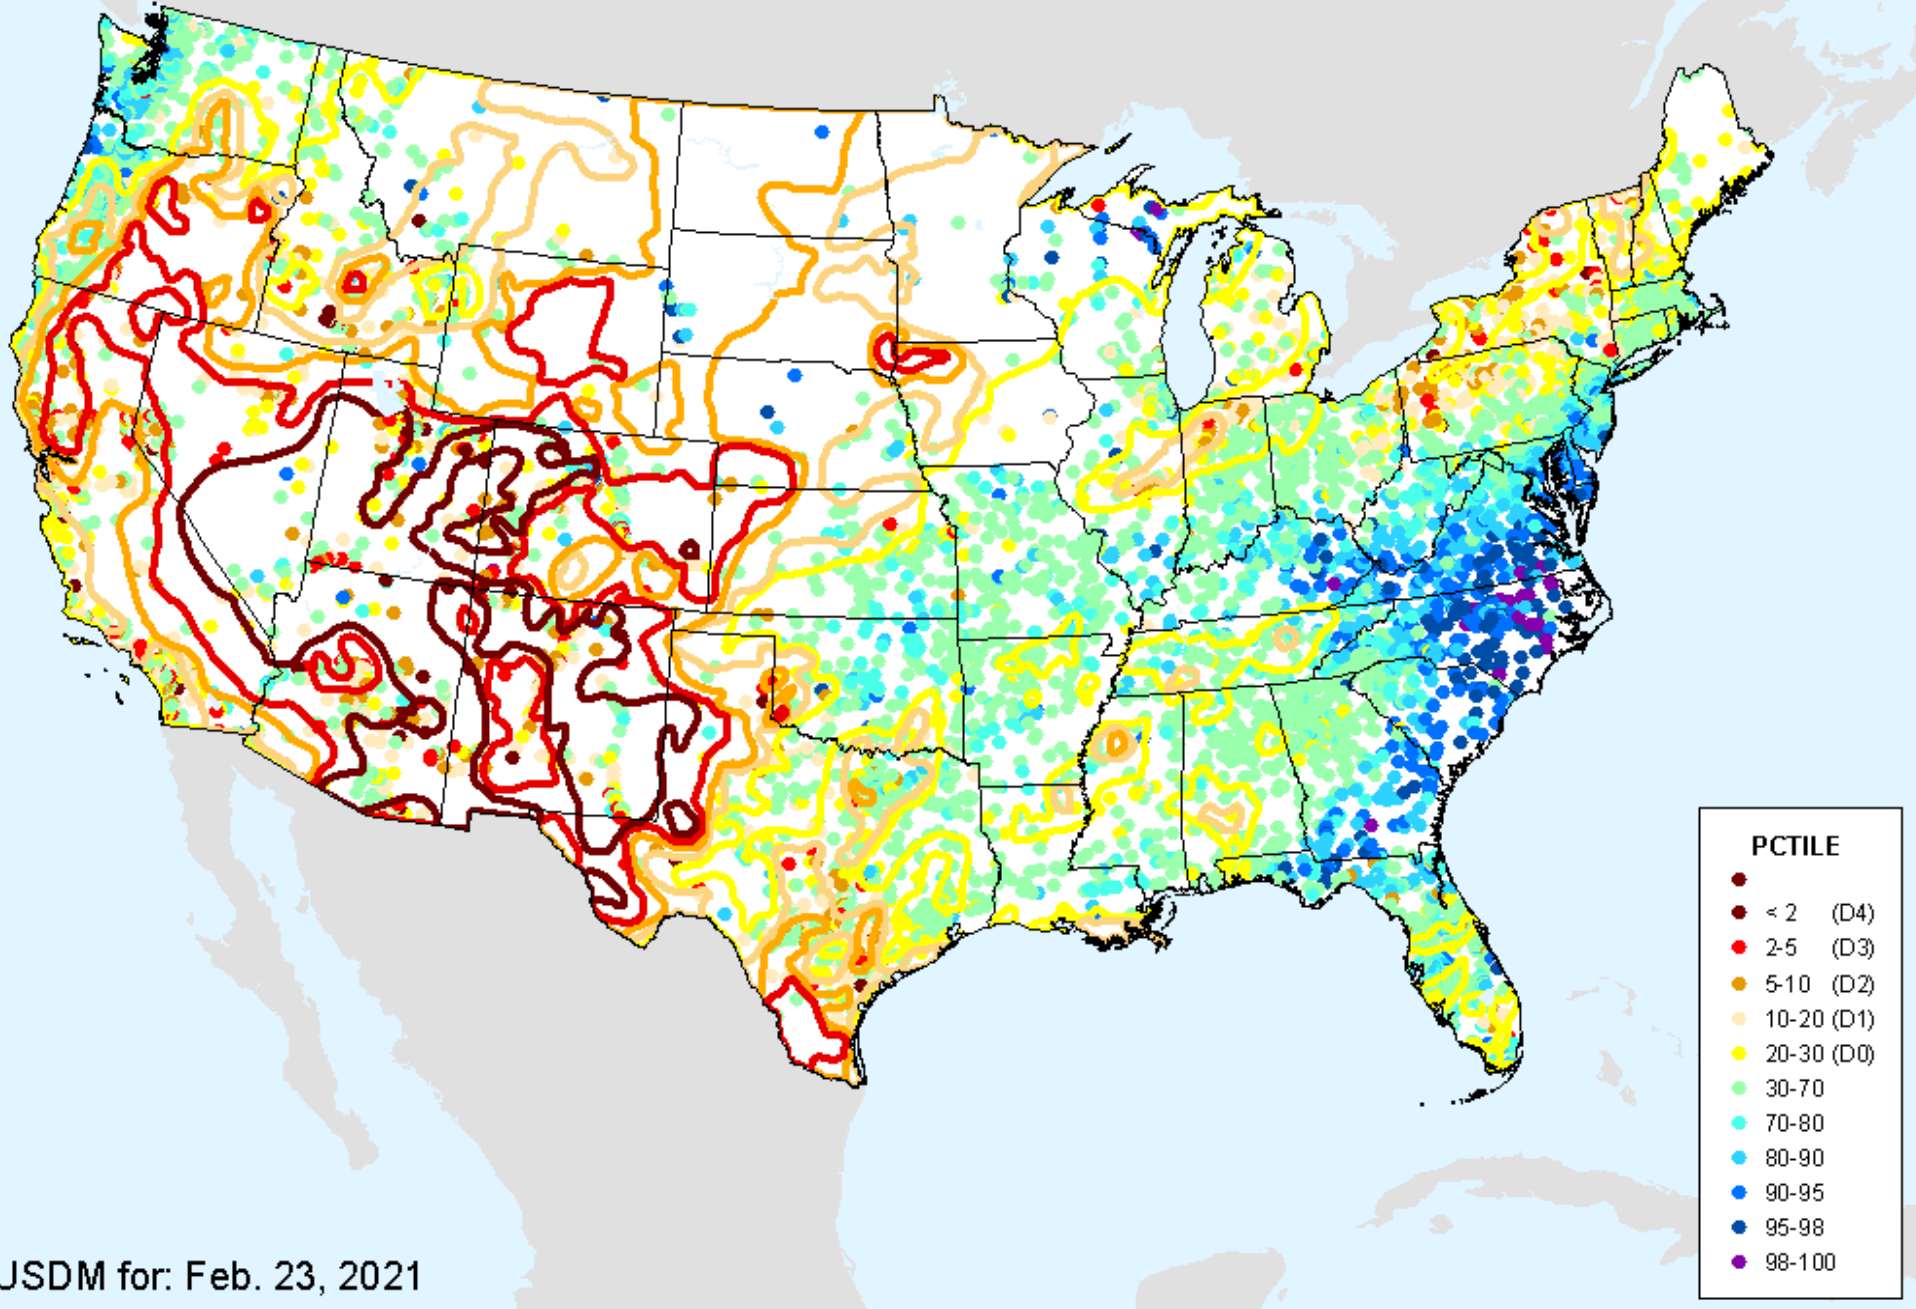 PCTILE
< 2 (D4)
2-5 (D3)
5-10 (D2)
10-20 (D1)
20-30 (D0)
30-70
70-80
80-90
90-95
95-98
98-100
USDM for: Feb. 23, 2021